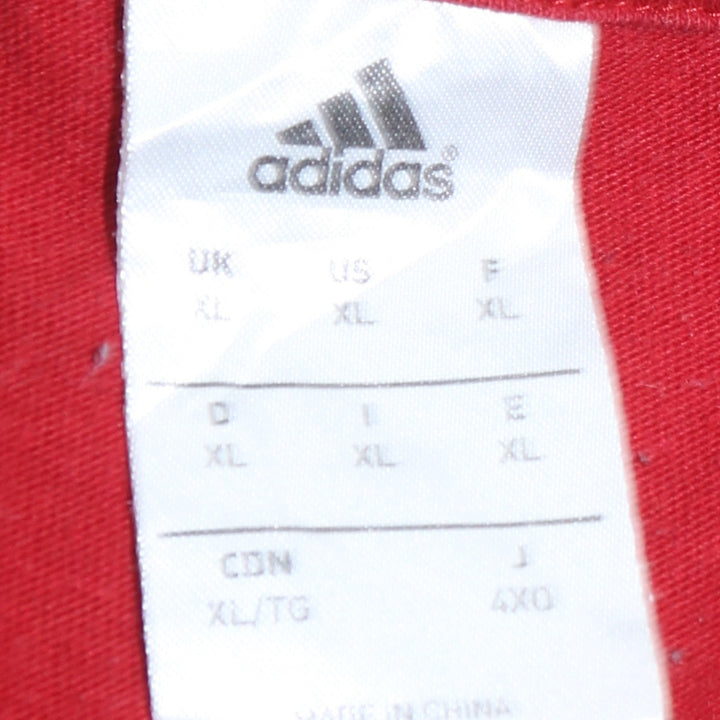 adidas®
UK US F
XL XL XL
D I E
XL XL XL
CDN J
XL/TG 4XO
MADE IN CHINA